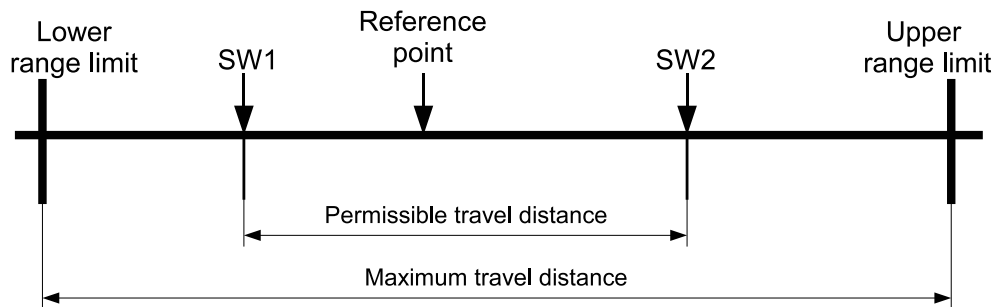 Lower
range limit
SW1
Reference
point
SW2
Upper
range limit
Permissible travel distance
Maximum travel distance